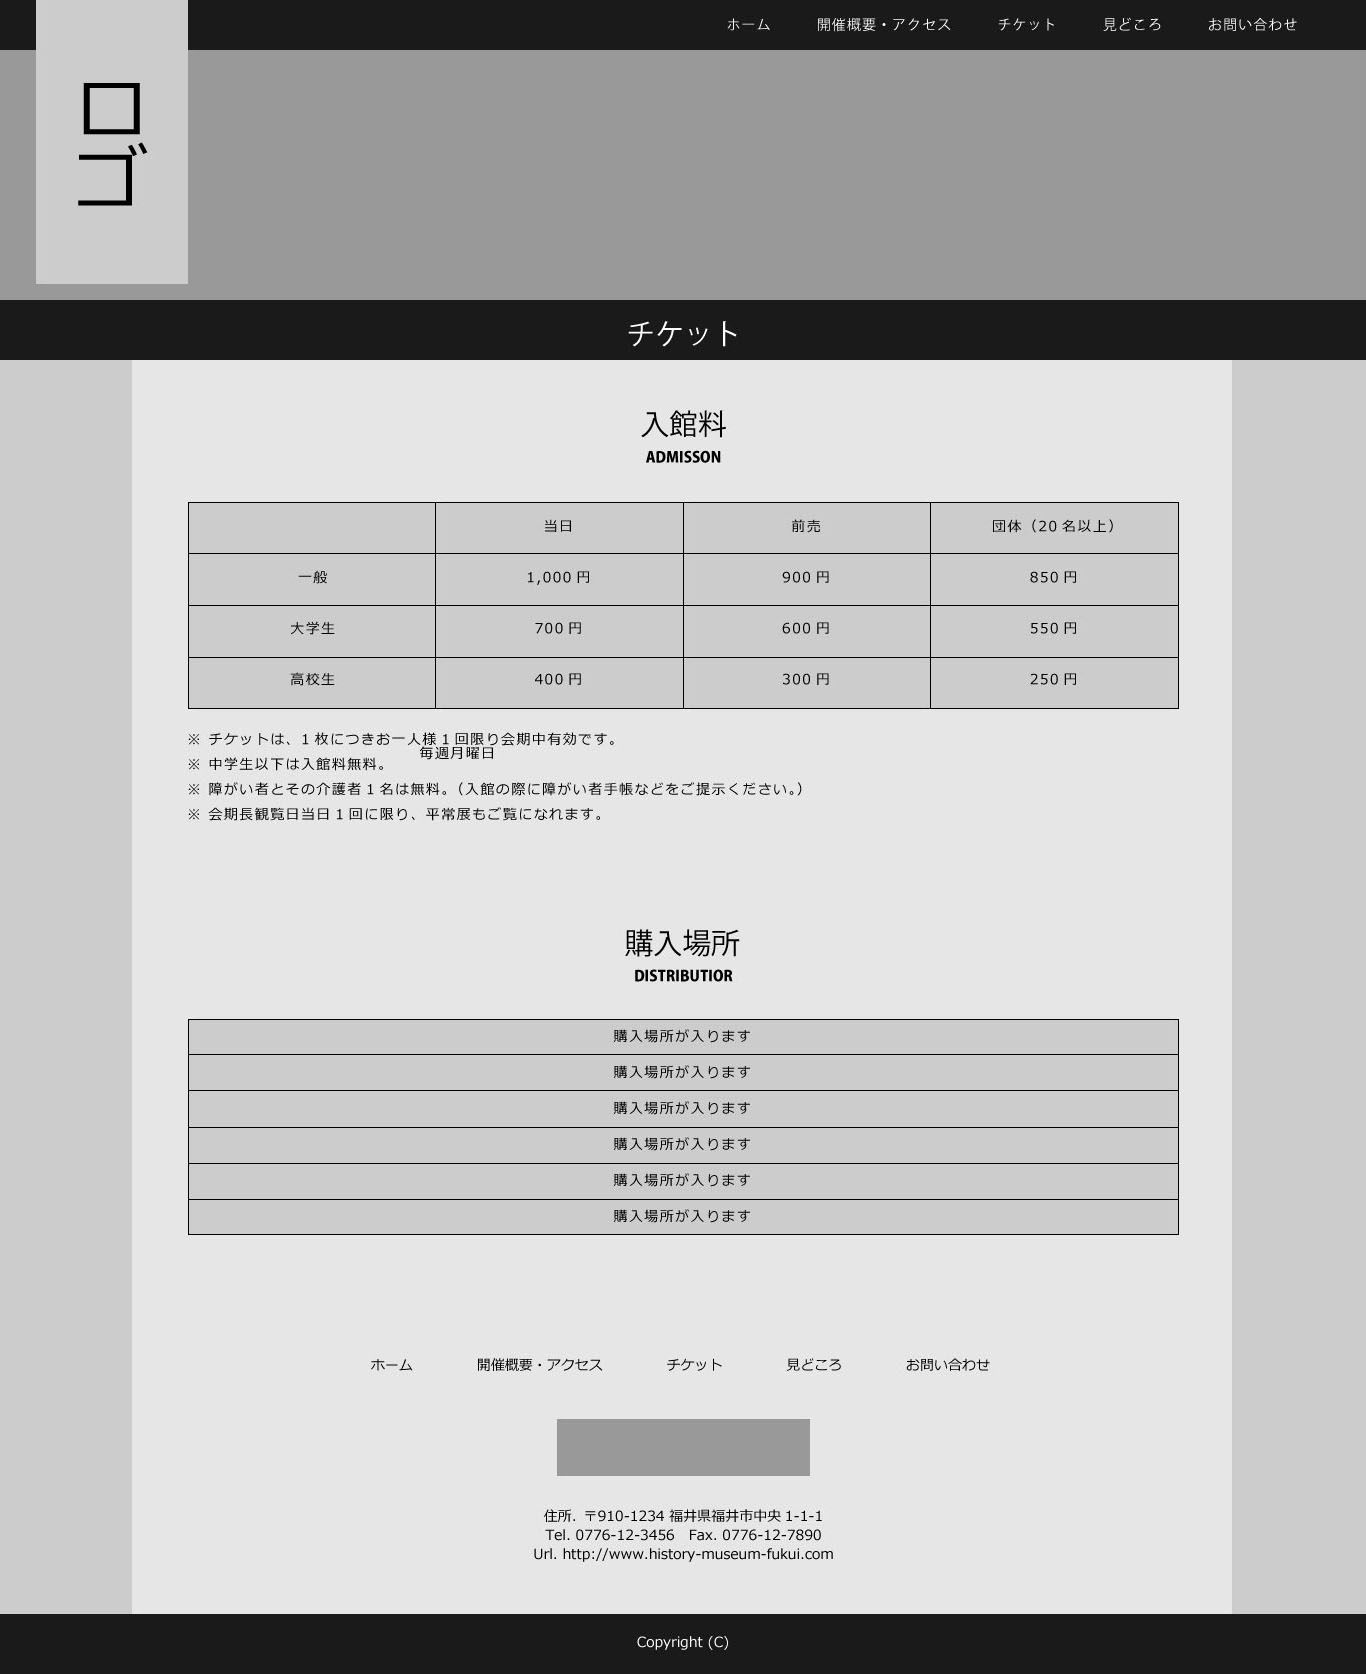 ホーム 開催概要・アクセス チケット 見どころ お問い合わせ
ロゴ
チケット
入館料
ADMISSON
当日 前売 団体（20 名以上）
一般 1,000 円 900 円 850 円
大学生 700 円 600 円 550 円
高校生 400 円 300 円 250 円
※ チケットは、1 枚につきお一人様 1 回限り会期中有効です。
毎週月曜日
※ 中学生以下は入館料無料。
※ 障がい者とその介護者 1 名は無料。（入館の際に障がい者手帳などをご提示ください。）
※ 会期長観覧日当日 1 回に限り、平常展もご覧になれます。
購入場所
DISTRIBUTIOR
購入場所が入ります
購入場所が入ります
購入場所が入ります
購入場所が入ります
購入場所が入ります
購入場所が入ります
ホーム 開催概要・アクセス チケット 見どころ お問い合わせ
住所. 〒910-1234 福井県福井市中央 1-1-1
Tel. 0776-12-3456 Fax. 0776-12-7890
Url. http://www.history-museum-fukui.com
Copyright (C)